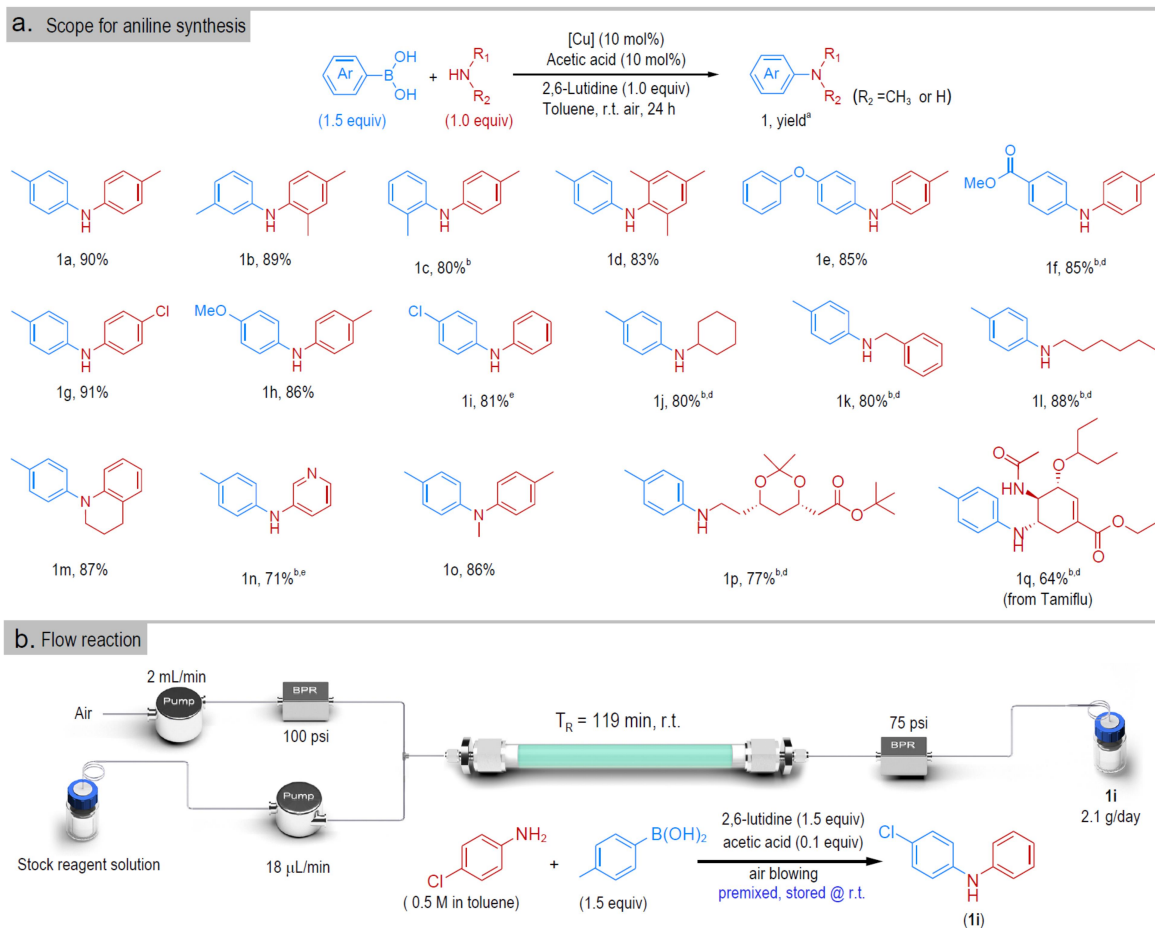 a. Scope for aniline synthesis
[Cu] (10 mol%)
Acetic acid (10 mol%)
2,6-Lutidine (1.0 equiv)
Toluene, r.t. air, 24 h
Ar
B
OH
OH
(1.5 equiv)
+
HN
R₁
R₂
(1.0 equiv)
Ar
N
R₁
R₂
(R₂ =CH₃ or H)
1, yieldᵃ
N
H
1a, 90%
N
H
1b, 89%
N
H
1c, 80%ᵇ
N
H
1d, 83%
O
N
H
1e, 85%
O
MeO
N
H
1f, 85%ᵇ,ᵈ
Cl
N
H
1g, 91%
MeO
N
H
1h, 86%
Cl
N
H
1i, 81%ᵉ
N
H
1j, 80%ᵇ,ᵈ
N
H
1k, 80%ᵇ,ᵈ
N
H
1l, 88%ᵇ,ᵈ
N
1m, 87%
N
N
H
1n, 71%ᵇ,ᵉ
N
1o, 86%
N
H
O O
O
O
1p, 77%ᵇ,ᵈ
O
HN
O
N
H
O
O
1q, 64%ᵇ,ᵈ
(from Tamiflu)
b. Flow reaction
2 mL/min
Pump
Air
BPR
100 psi
Stock reagent solution
Pump
18 μL/min
T_R = 119 min, r.t.
75 psi
BPR
1i
2.1 g/day
NH₂
Cl
( 0.5 M in toluene)
+
B(OH)₂
(1.5 equiv)
2,6-lutidine (1.5 equiv)
acetic acid (0.1 equiv)
air blowing
premixed, stored @ r.t.
Cl
N
H
(1i)